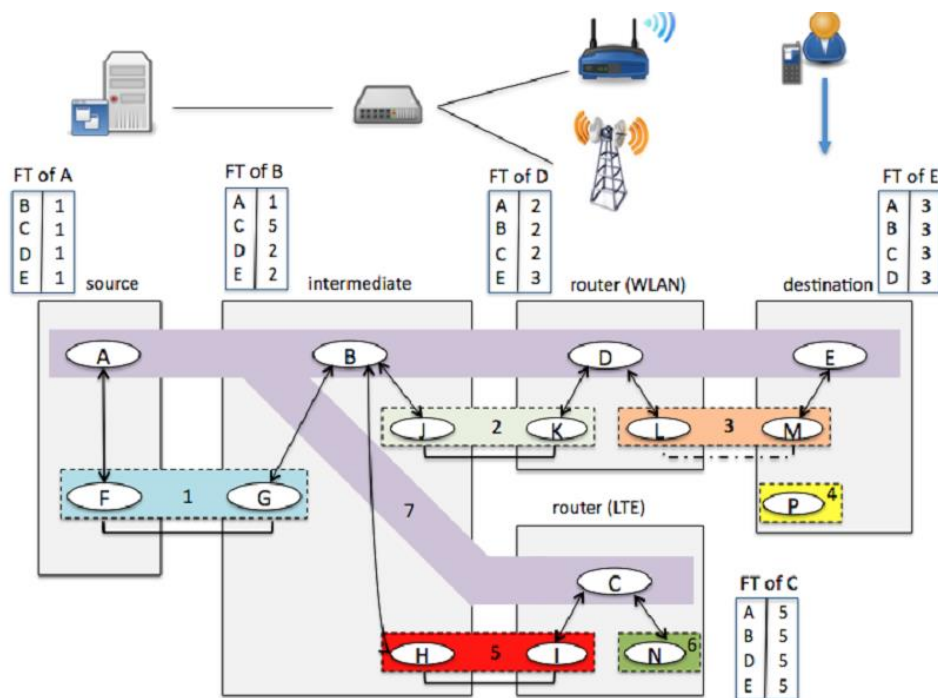 FT of A
B 1
C 1
D 1
E 1
FT of B
A 1
C 5
D 2
E 2
FT of D
A 2
B 2
C 2
E 3
FT of E
A 3
B 3
C 3
D 3
source
intermediate
router (WLAN)
destination
A
B
D
E
J 2 K
L 3 M
F 1 G
P 4
7
router (LTE)
C
H 5 I
N 6
FT of C
A 5
B 5
D 5
E 5